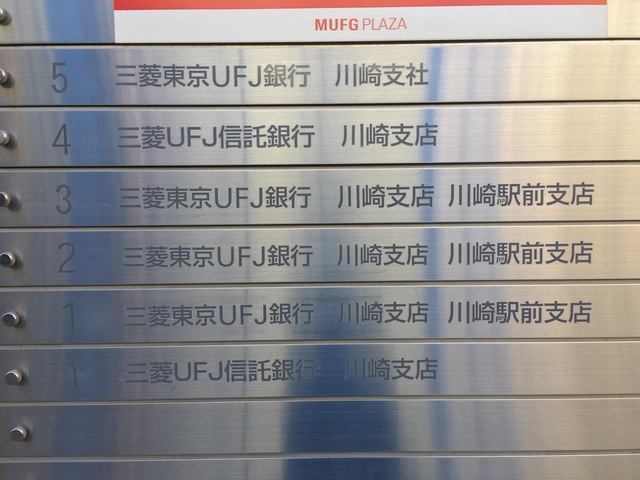 MUFG PLAZA
5 三菱東京UFJ銀行 川崎支社
4 三菱UFJ信託銀行 川崎支店
3 三菱東京UFJ銀行 川崎支店 川崎駅前支店
2 三菱東京UFJ銀行 川崎支店 川崎駅前支店
1 三菱東京UFJ銀行 川崎支店 川崎駅前支店
1 三菱UFJ信託銀行 川崎支店